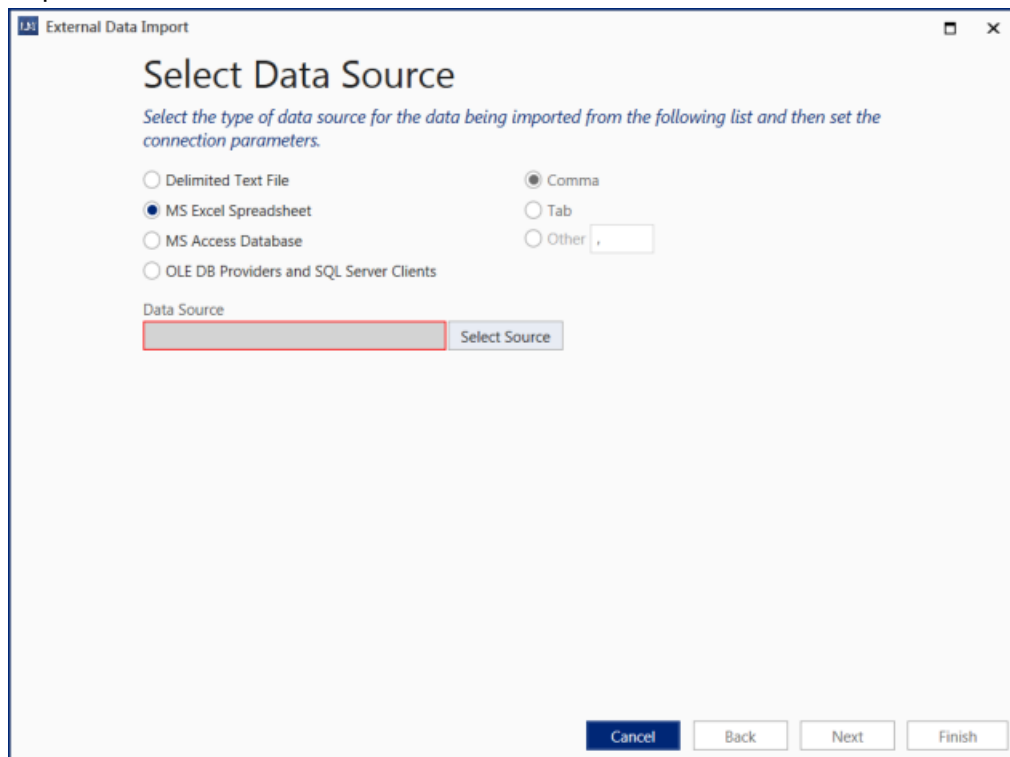 External Data Import
Select Data Source
Select the type of data source for the data being imported from the following list and then set the
connection parameters.
Delimited Text File
Comma
MS Excel Spreadsheet
Tab
MS Access Database
Other ,
OLE DB Providers and SQL Server Clients
Data Source
Select Source
Cancel Back Next Finish